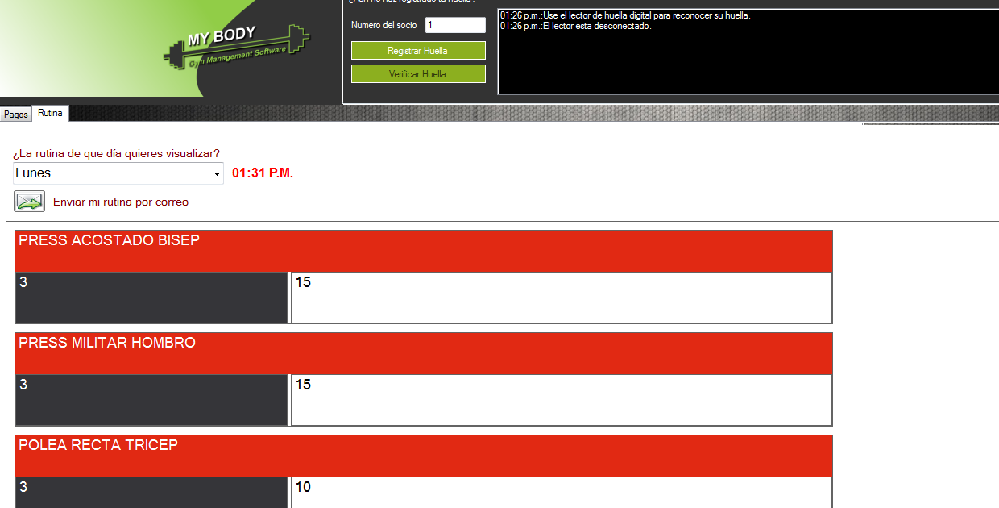 ¿Aún no haz registrado tu huella?
MY BODY
Gym Management Software
Numero del socio 1
Registrar Huella
Verificar Huella
01:26 p.m.:Use el lector de huella digital para reconocer su huella.
01:26 p.m.:El lector esta desconectado.
Pagos Rutina
¿La rutina de que día quieres visualizar?
Lunes 01:31 P.M.
Enviar mi rutina por correo
PRESS ACOSTADO BISEP
3 15
PRESS MILITAR HOMBRO
3 15
POLEA RECTA TRICEP
3 10